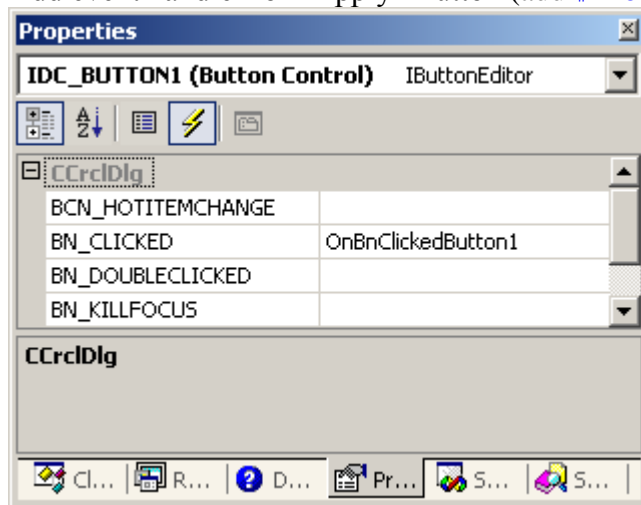 Properties
IDC_BUTTON1 (Button Control) IButtonEditor
CCrclDlg
BCN_HOTITEMCHANGE
BN_CLICKED OnBnClickedButton1
BN_DOUBLECLICKED
BN_KILLFOCUS
CCrclDlg
Cl... R... D... Pr... S... S...